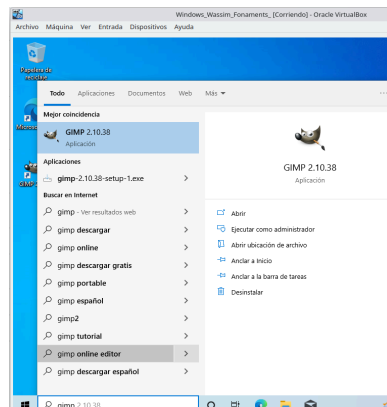 Windows_Wassim_Fonaments_ [Corriendo] - Oracle VirtualBox
Archivo Máquina Ver Entrada Dispositivos Ayuda
Papelera de reciclaje
Todo Aplicaciones Documentos Web Más
Mejor coincidencia
GIMP 2.10.38
Aplicación
GIMP 2.10.38
Aplicación
Aplicaciones
gimp-2.10.38-setup-1.exe
Buscar en Internet
gimp - Ver resultados web
gimp descargar
gimp online
gimp descargar gratis
gimp portable
gimp español
gimp2
gimp tutorial
gimp online editor
gimp descargar español
Abrir
Ejecutar como administrador
Abrir ubicación de archivo
Anclar a Inicio
Anclar a la barra de tareas
Desinstalar
gimp 2.10.38